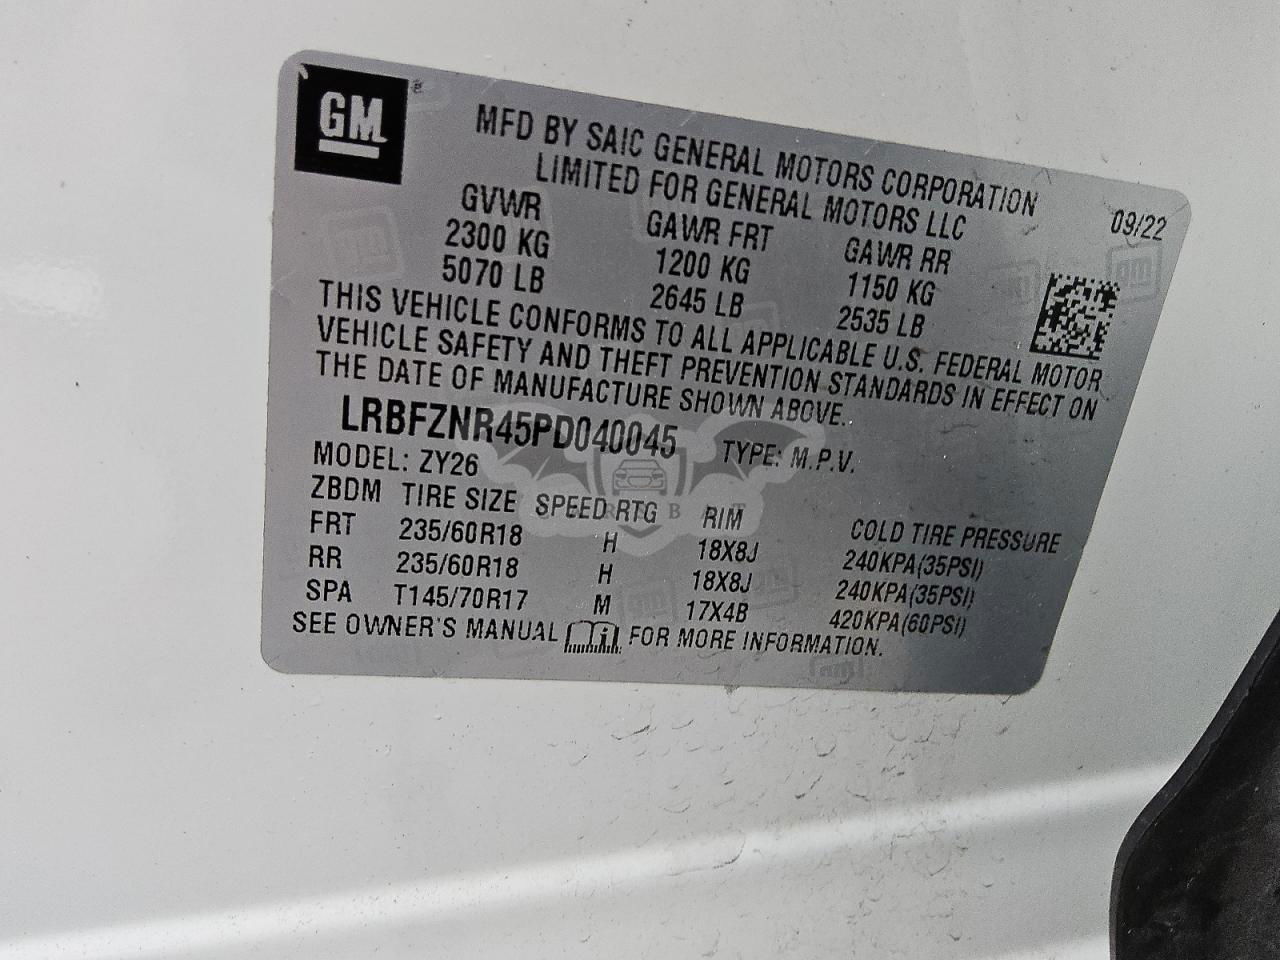 GM
MFD BY SAIC GENERAL MOTORS CORPORATION
LIMITED FOR GENERAL MOTORS LLC
09/22
GVWR GAWR FRT GAWR RR
2300 KG 1200 KG 1150 KG
5070 LB 2645 LB 2535 LB
THIS VEHICLE CONFORMS TO ALL APPLICABLE U.S. FEDERAL MOTOR
VEHICLE SAFETY AND THEFT PREVENTION STANDARDS IN EFFECT ON
THE DATE OF MANUFACTURE SHOWN ABOVE.
LRBFZNR45PD040045 TYPE: M.P.V.
MODEL: ZY26
ZBDM TIRE SIZE SPEED RTG RIM COLD TIRE PRESSURE
FRT 235/60R18 H 18X8J 240KPA(35PSI)
RR 235/60R18 H 18X8J 240KPA(35PSI)
SPA T145/70R17 M 17X4B 420KPA(60PSI)
SEE OWNER'S MANUAL FOR MORE INFORMATION.